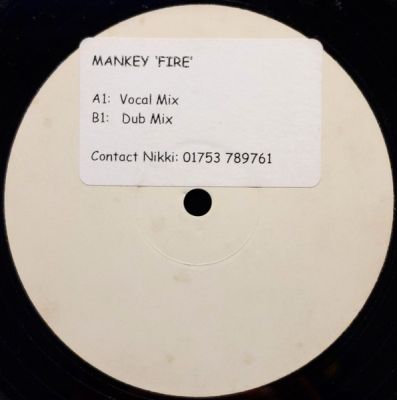 MANKEY 'FIRE'
A1: Vocal Mix
B1: Dub Mix
Contact Nikki: 01753 789761